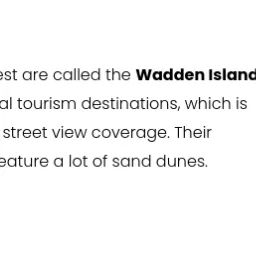 est are called the Wadden Island
al tourism destinations, which is
street view coverage. Their
eature a lot of sand dunes.